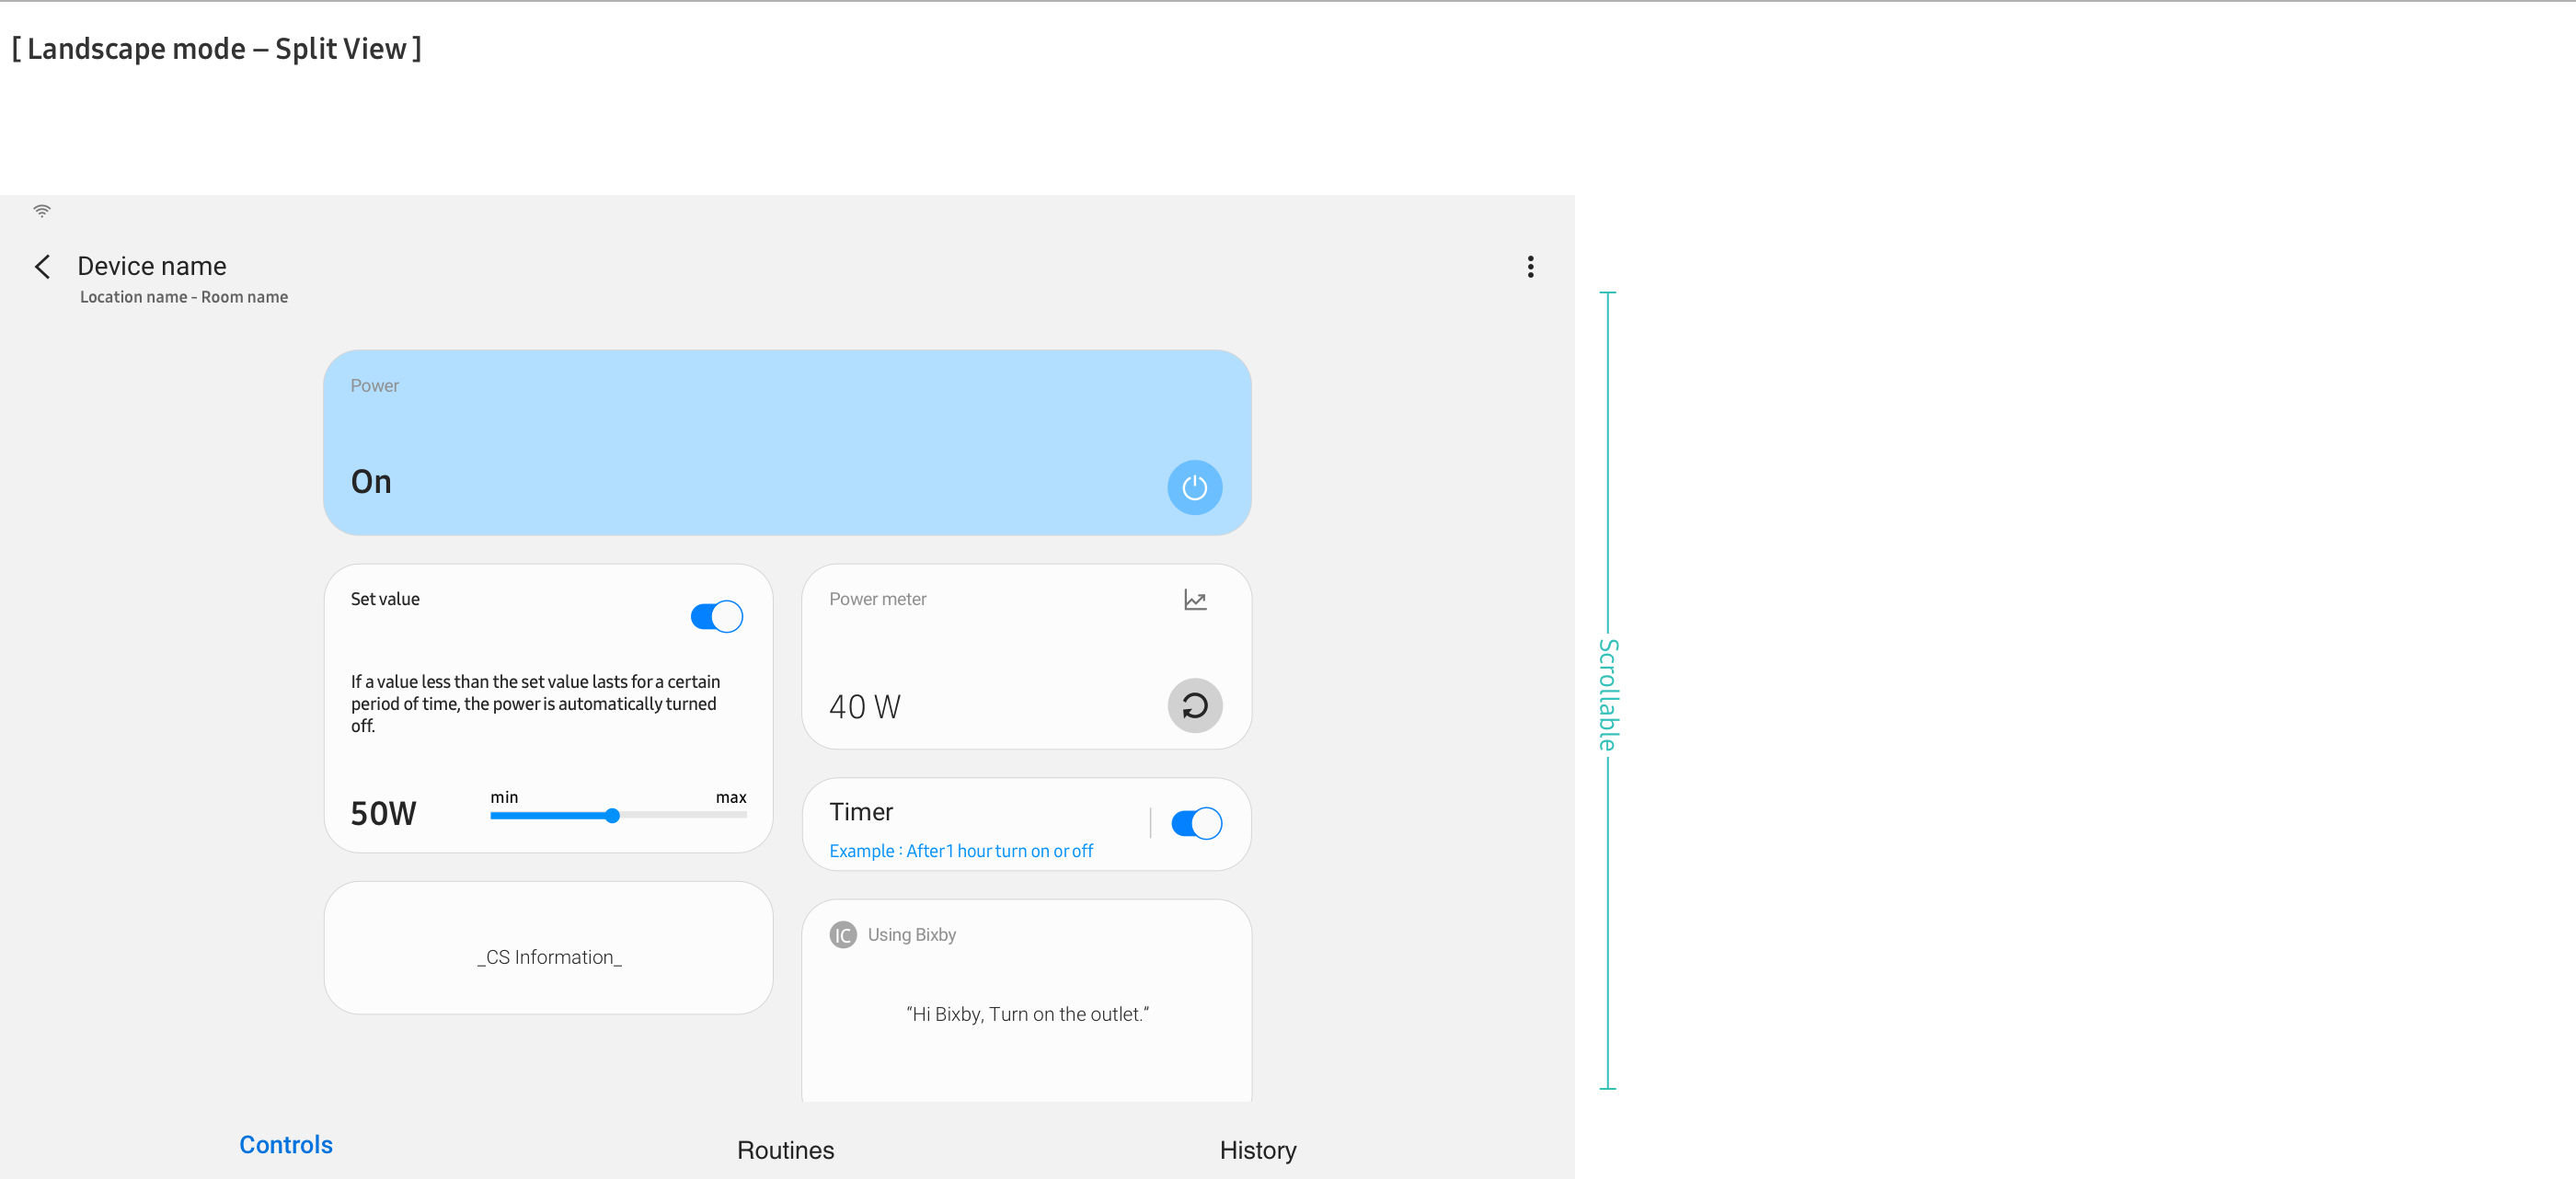 [ Landscape mode – Split View ]
Device name
Location name - Room name
Power
On
Set value
If a value less than the set value lasts for a certain
period of time, the power is automatically turned
off.
50W
min
max
_CS Information_
Power meter
40 W
Timer
Example : After 1 hour turn on or off
IC Using Bixby
“Hi Bixby, Turn on the outlet.”
Scrollable
Controls
Routines
History